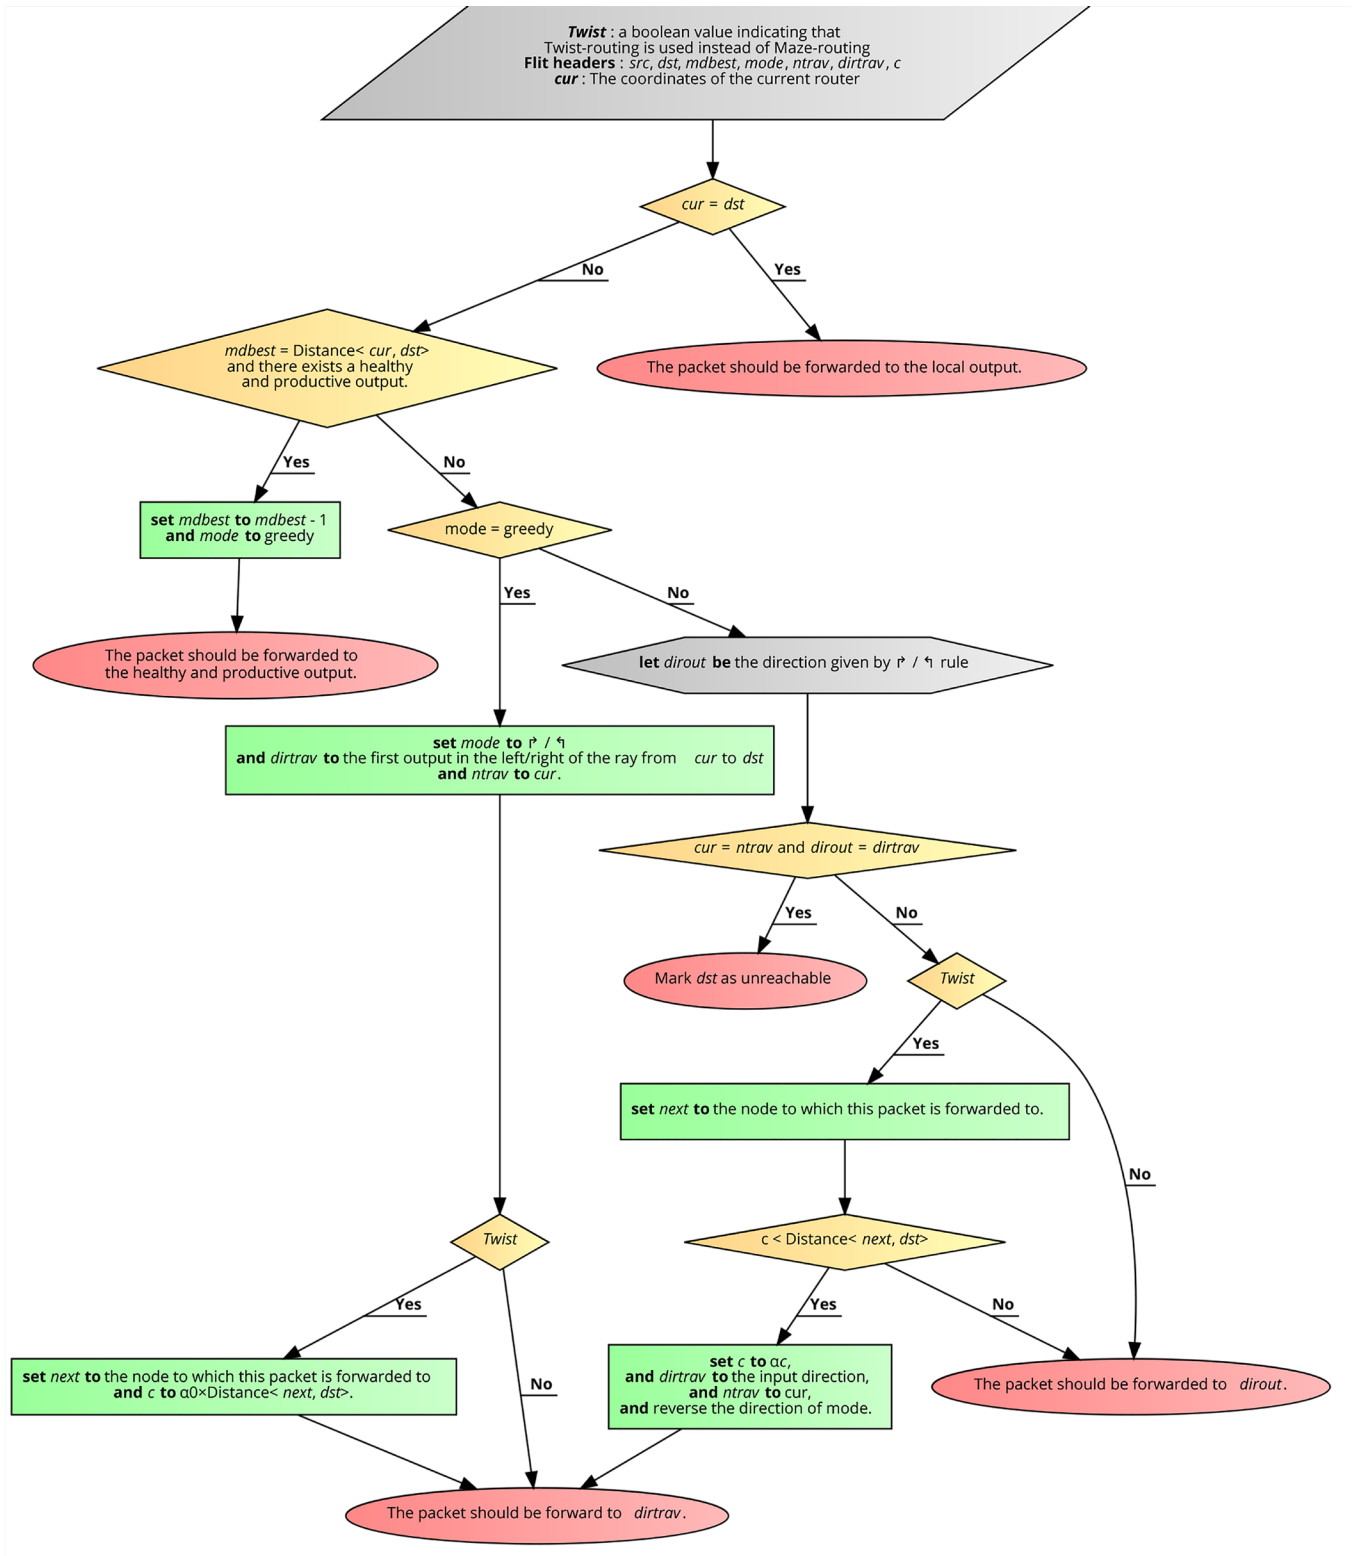 Twist : a boolean value indicating that
Twist-routing is used instead of Maze-routing
Flit headers : src, dst, mdbest, mode, ntrav, dirtrav, c
cur : The coordinates of the current router
cur = dst
No
Yes
mdbest = Distance< cur, dst>
and there exists a healthy
and productive output.
The packet should be forwarded to the local output.
Yes
No
set mdbest to mdbest - 1
and mode to greedy
mode = greedy
Yes
No
The packet should be forwarded to
the healthy and productive output.
let dirout be the direction given by ↱ / ↰ rule
set mode to ↱ / ↰
and dirtrav to the first output in the left/right of the ray from cur to dst
and ntrav to cur.
cur = ntrav and dirout = dirtrav
Yes
No
Mark dst as unreachable
Twist
Yes
set next to the node to which this packet is forwarded to.
No
Twist
c < Distance< next, dst>
Yes
Yes
No
set next to the node to which this packet is forwarded to
and c to α0×Distance< next, dst>.
No
set c to αc,
and dirtrav to the input direction,
and ntrav to cur,
and reverse the direction of mode.
The packet should be forwarded to dirout.
The packet should be forward to dirtrav.